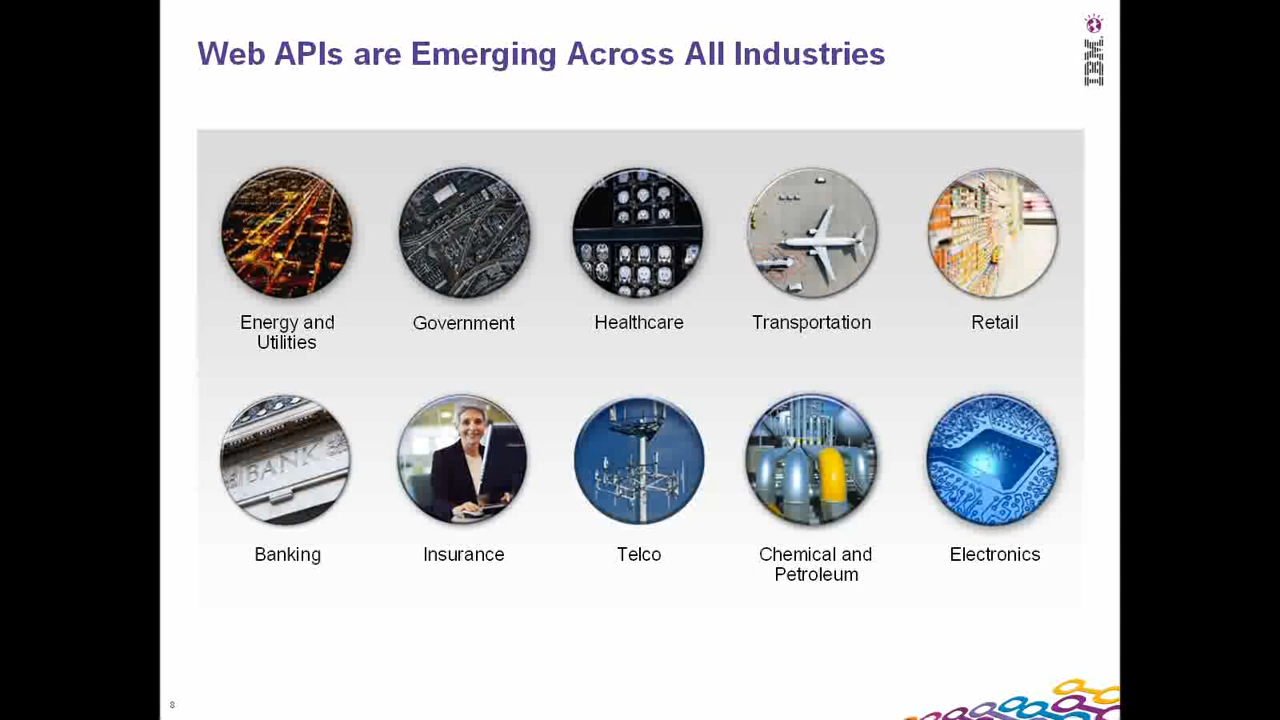 Web APIs are Emerging Across All Industries
IBM
Energy and
Utilities
Government
Healthcare
Transportation
Retail
BANK
Banking
Insurance
Telco
Chemical and
Petroleum
Electronics
8